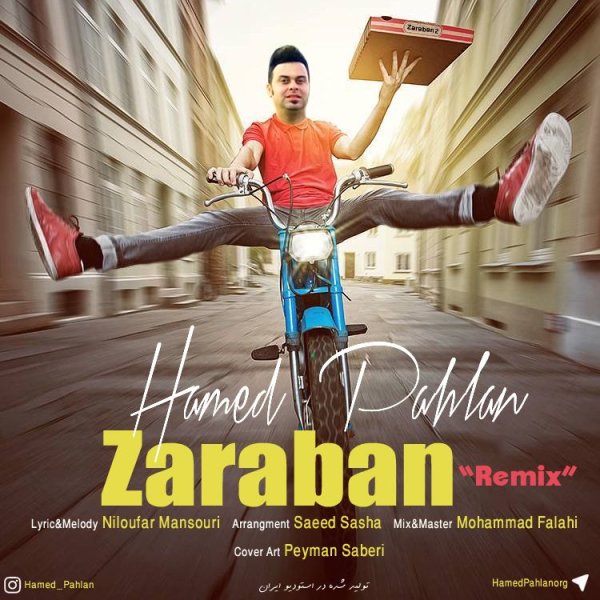 Zaraban2
Hamed Pahlan
Zaraban "Remix"
Lyric&Melody Niloufar Mansouri Arrangment Saeed Sasha Mix&Master Mohammad Falahi
Cover Art Peyman Saberi
Hamed_Pahlan تولید شده در استودیو ایران HamedPahlanorg